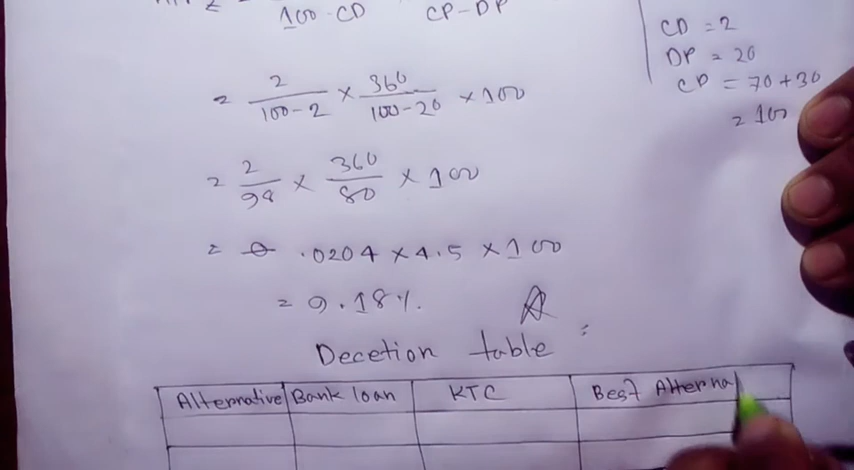 100-CD CP-DP
= 2/100-2 × 360/100-20 × 100
= 2/98 × 360/80 × 100
= .0204 × 4.5 × 100
= 9.18%.
Decetion table :
Alternative Bank loan KTC Best Alterna
CD = 2
DP = 20
CP = 70+30
= 100